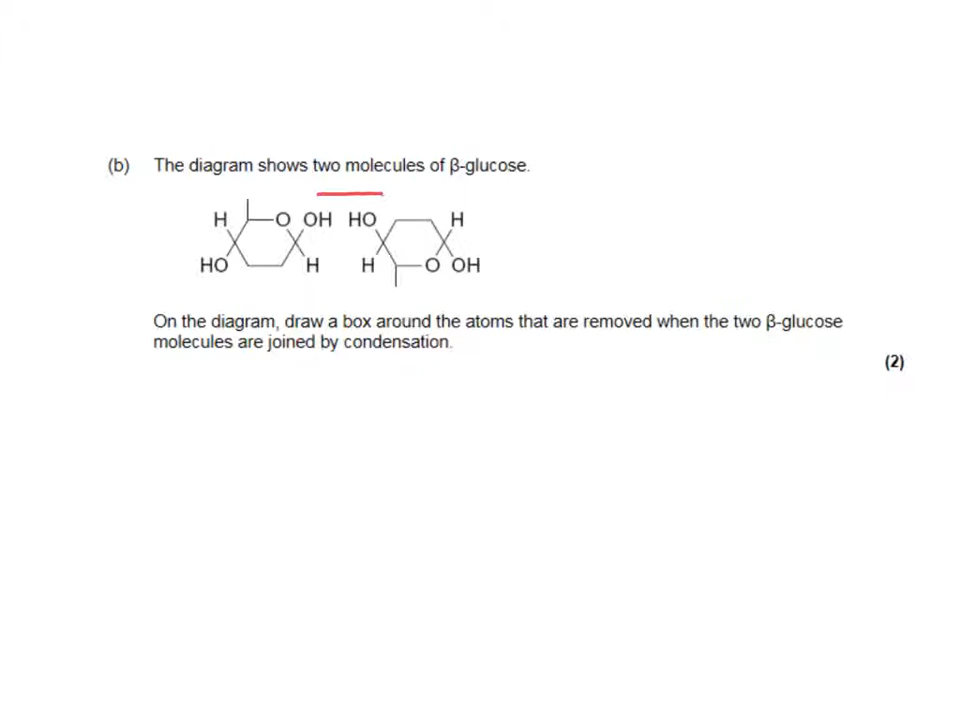 (b) The diagram shows two molecules of β-glucose.
H O OH HO H
HO H H O OH
On the diagram, draw a box around the atoms that are removed when the two β-glucose
molecules are joined by condensation.
(2)